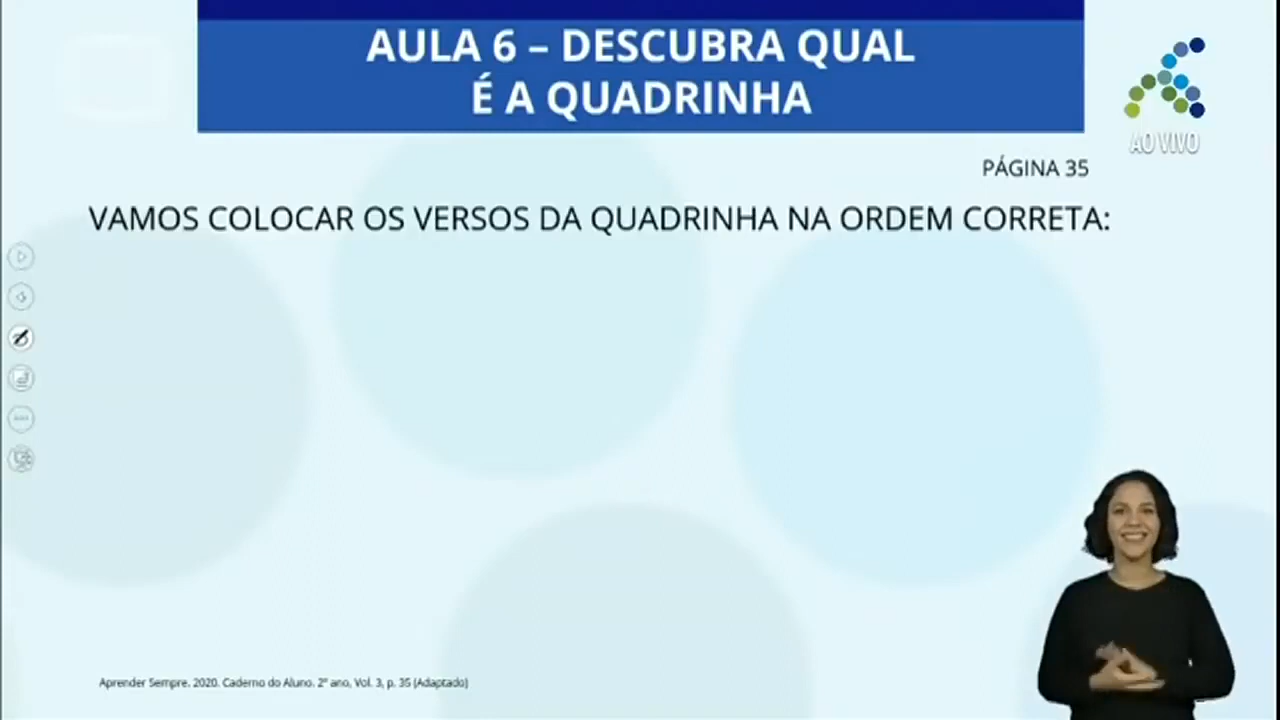 AULA 6 – DESCUBRA QUAL
É A QUADRINHA
AO VIVO
PÁGINA 35
VAMOS COLOCAR OS VERSOS DA QUADRINHA NA ORDEM CORRETA:
Aprender Sempre. 2020. Caderno do Aluno. 2º ano, Vol. 3, p. 35 (Adaptado)